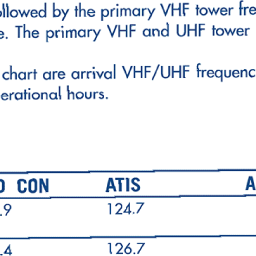 ollowed by the primary VHF tower fre
e. The primary VHF and UHF tower
chart are arrival VHF/UHF frequenc
erational hours.
O CON ATIS A
.9 124.7
.4 126.7